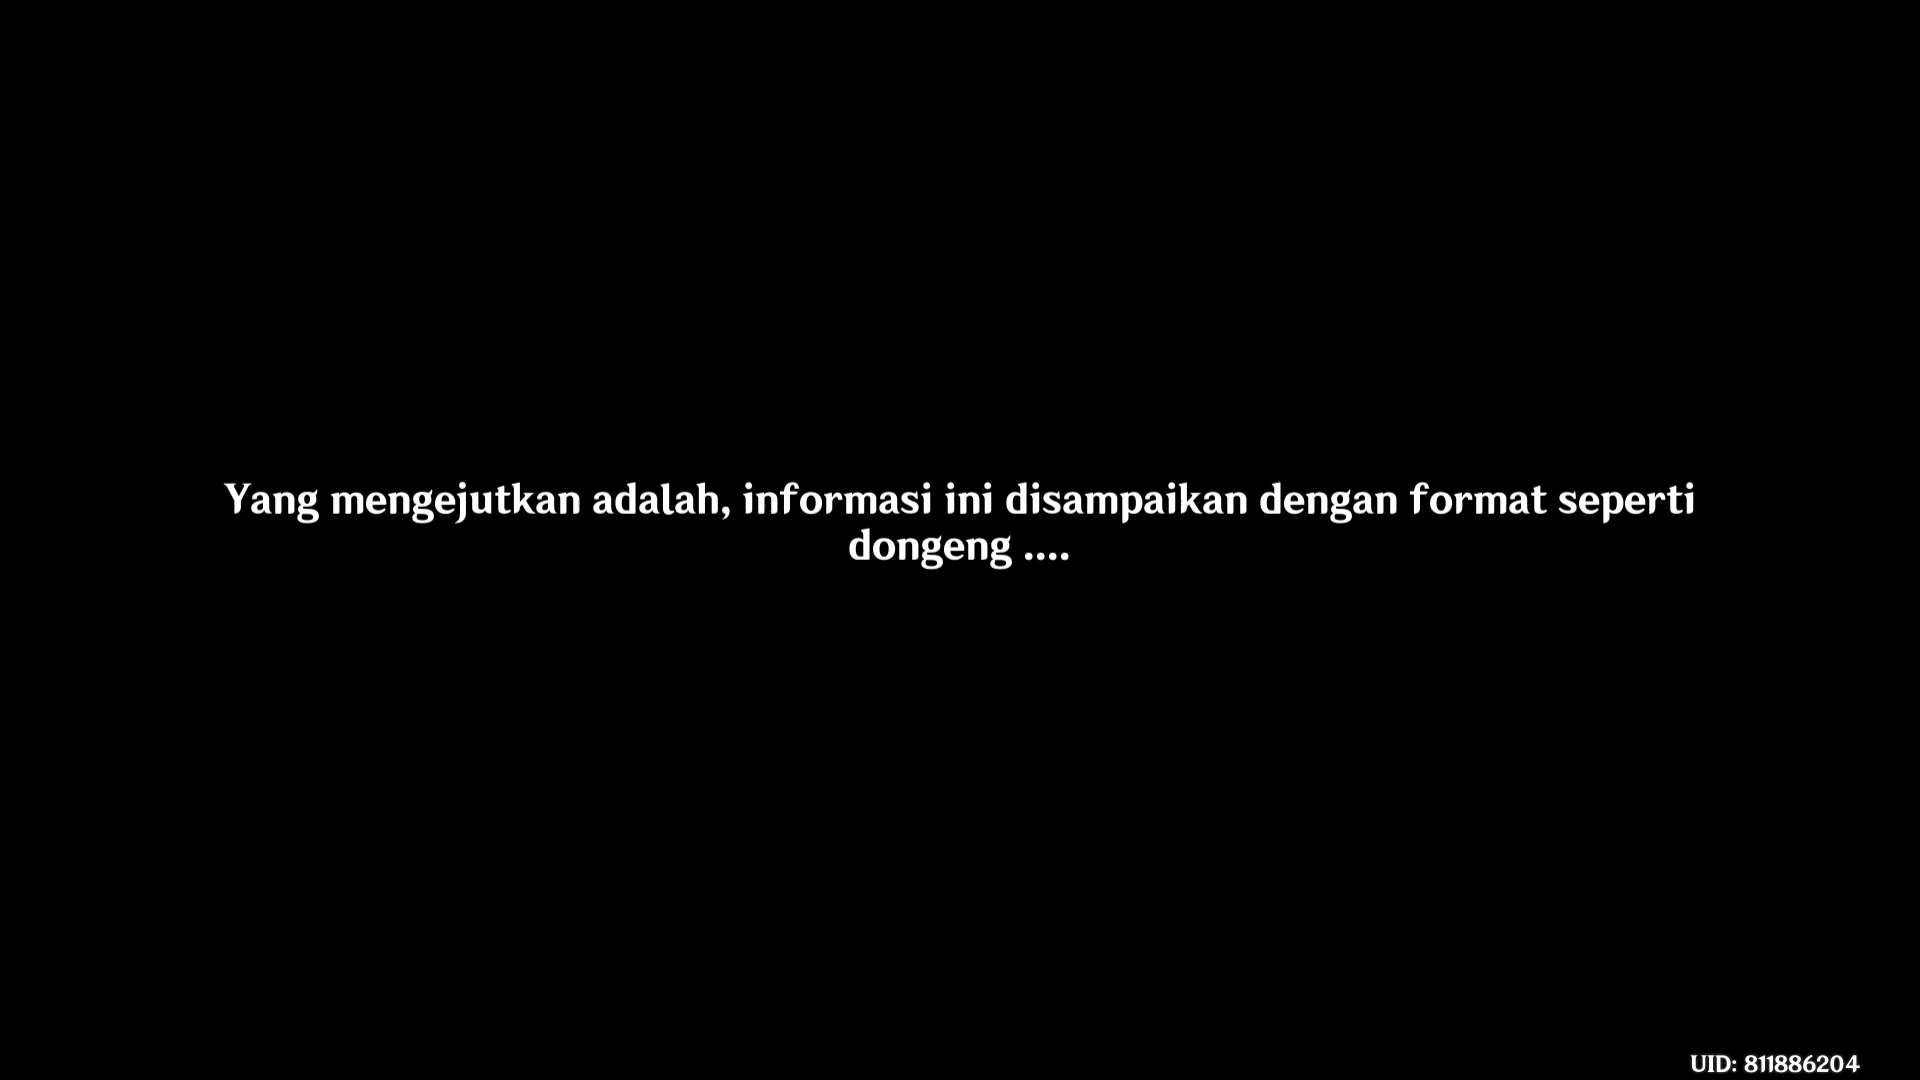 Yang mengejutkan adalah, informasi ini disampaikan dengan format seperti
dongeng ....
UID: 811886204